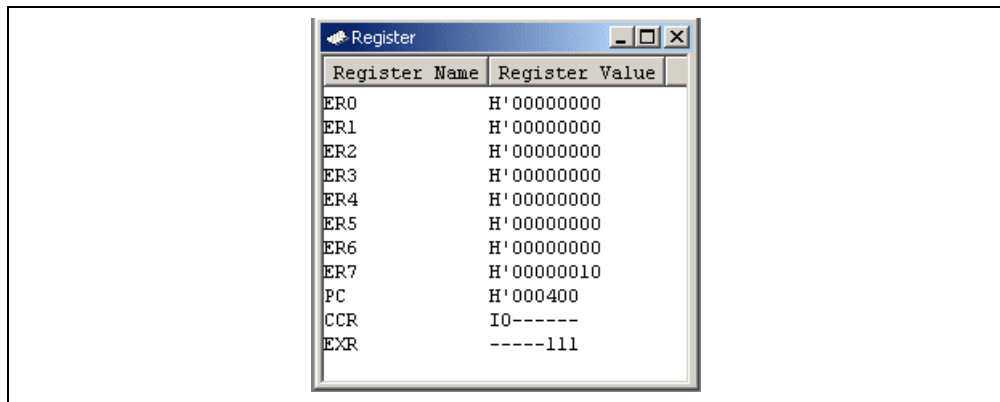 Register
Register Name Register Value
ER0 H'00000000
ER1 H'00000000
ER2 H'00000000
ER3 H'00000000
ER4 H'00000000
ER5 H'00000000
ER6 H'00000000
ER7 H'00000010
PC H'000400
CCR I0------
EXR -----111